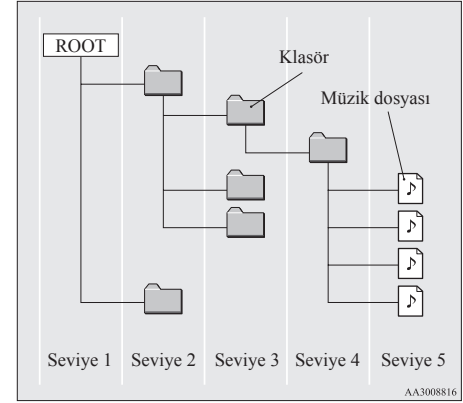 ROOT
Klasör
Müzik dosyası
Seviye 1 Seviye 2 Seviye 3 Seviye 4 Seviye 5
AA3008816